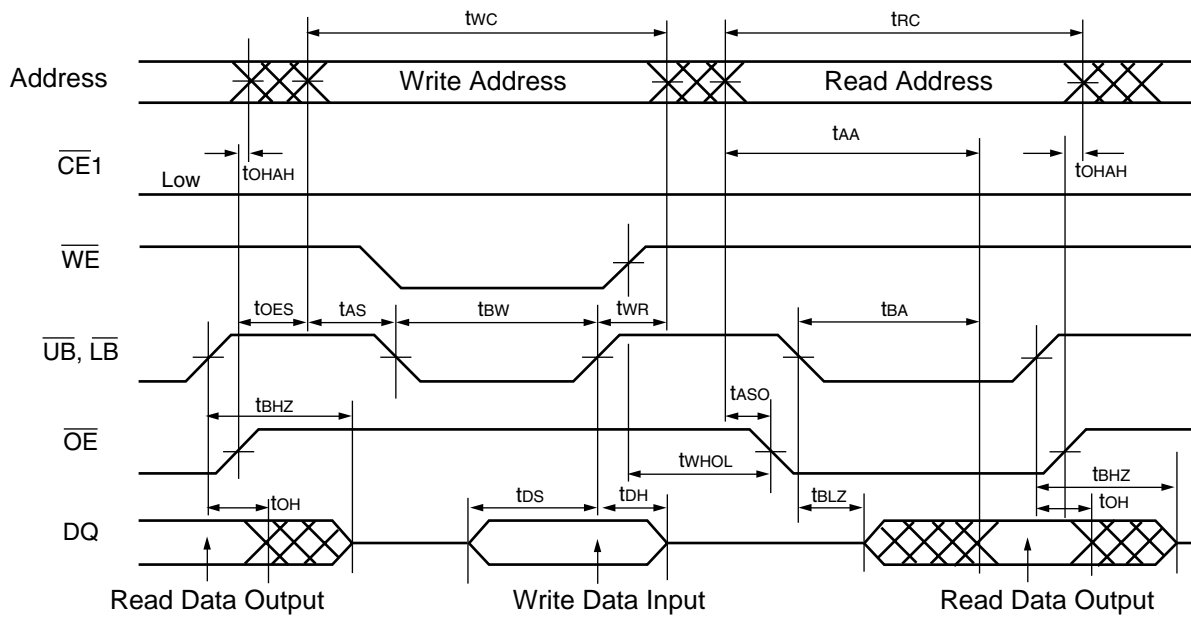 tWC
tRC
Address
Write Address
Read Address
tAA
CE1
tOHAH
tOHAH
Low
WE
tOES
tAS
tBW
tWR
tBA
UB, LB
tBHZ
tASO
OE
tWHOL
tBHZ
tOH
tDS
tDH
tBLZ
tOH
DQ
Read Data Output
Write Data Input
Read Data Output